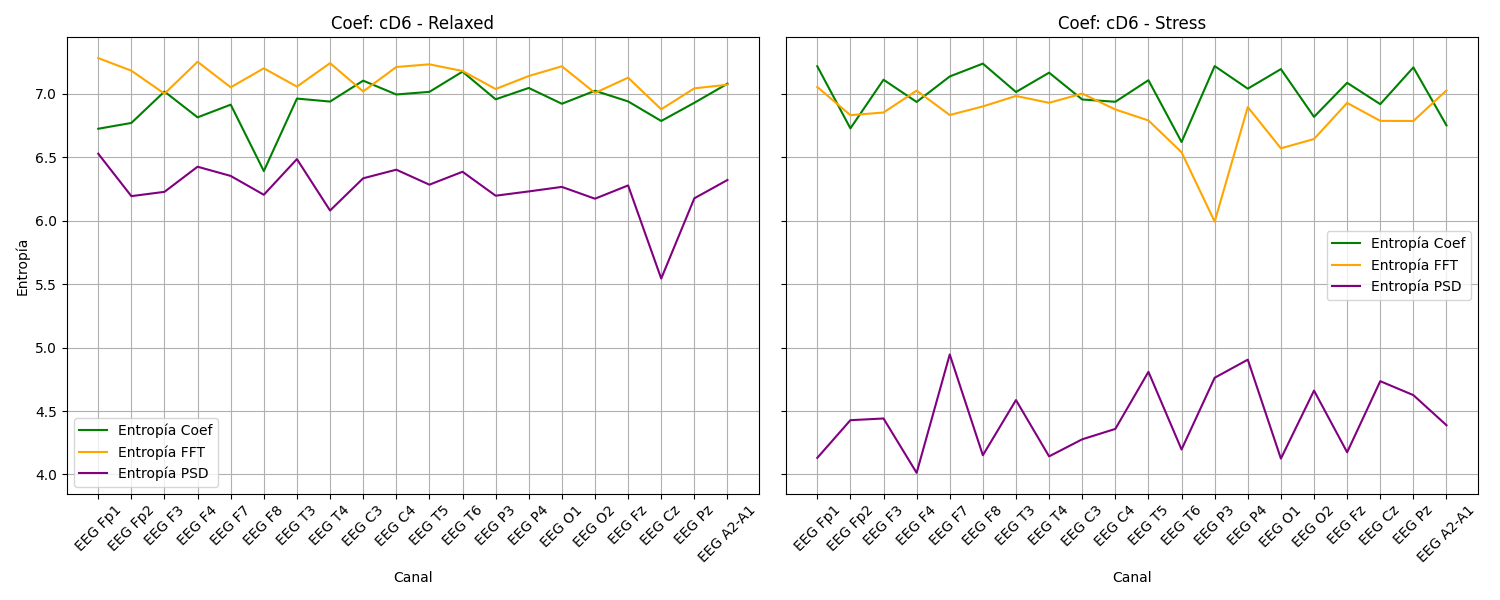 Coef: cD6 - Relaxed
Entropía
7.0
6.5
6.0
5.5
5.0
4.5
4.0
Entropía Coef
Entropía FFT
Entropía PSD
EEG Fp1
EEG Fp2
EEG F3
EEG F4
EEG F7
EEG F8
EEG T3
EEG T4
EEG C3
EEG C4
EEG T5
EEG T6
EEG P3
EEG P4
EEG O1
EEG O2
EEG Fz
EEG Cz
EEG Pz
EEG A2-A1
Canal
Coef: cD6 - Stress
Entropía Coef
Entropía FFT
Entropía PSD
EEG Fp1
EEG Fp2
EEG F3
EEG F4
EEG F7
EEG F8
EEG T3
EEG T4
EEG C3
EEG C4
EEG T5
EEG T6
EEG P3
EEG P4
EEG O1
EEG O2
EEG Fz
EEG Cz
EEG Pz
EEG A2-A1
Canal